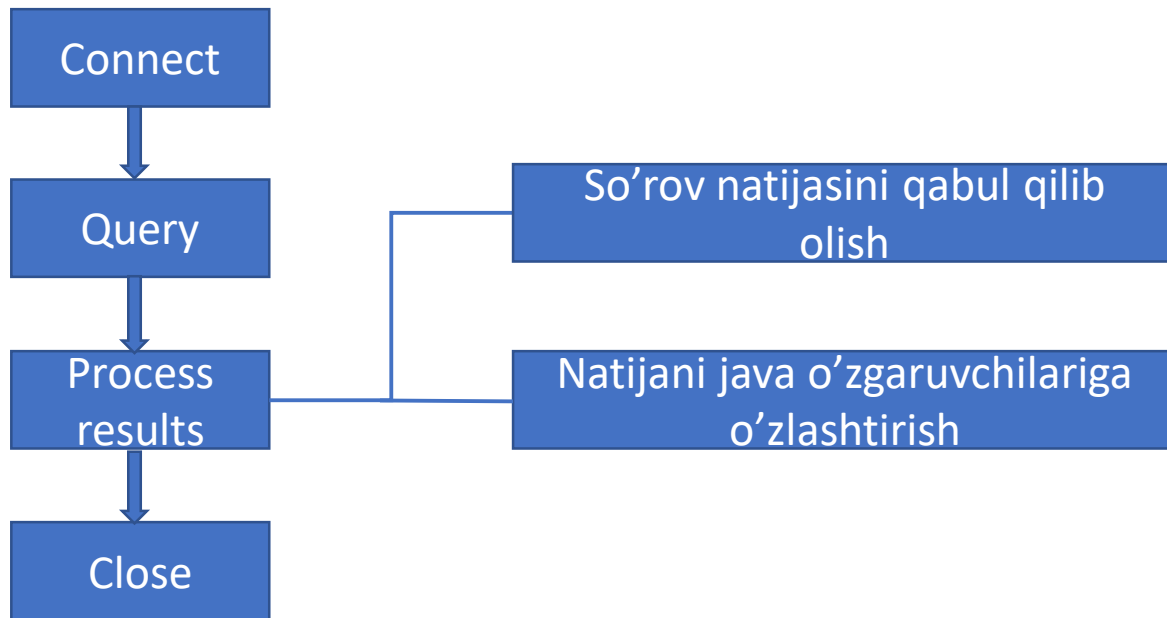 Connect
Query
Process
results
Close
So’rov natijasini qabul qilib
olish
Natijani java o’zgaruvchilariga
o’zlashtirish